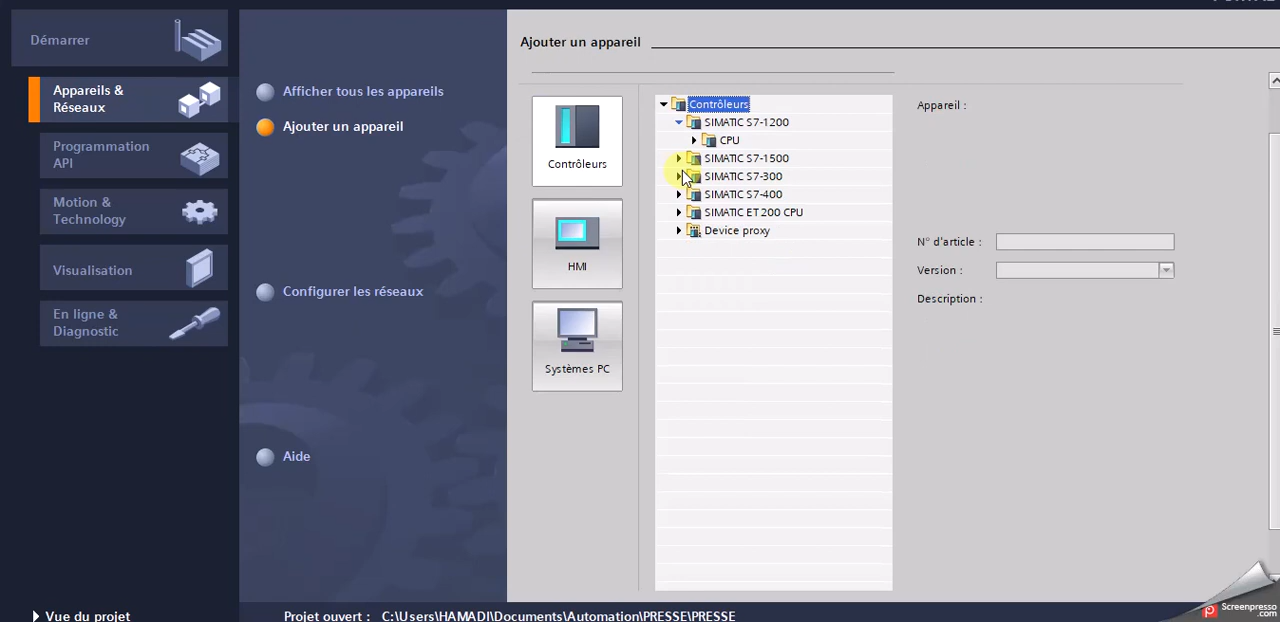 Démarrer
Appareils &
Réseaux
Programmation
API
Motion &
Technology
Visualisation
En ligne &
Diagnostic
Vue du projet
Afficher tous les appareils
Ajouter un appareil
Configurer les réseaux
Aide
Ajouter un appareil
Contrôleurs
HMI
Systèmes PC
Contrôleurs
SIMATIC S7-1200
CPU
SIMATIC S7-1500
SIMATIC S7-300
SIMATIC S7-400
SIMATIC ET 200 CPU
Device proxy
Appareil :
N° d'article :
Version :
Description :
Projet ouvert : C:\Users\HAMADI\Documents\Automation\PRESSE\PRESSE
Screenpresso
.com